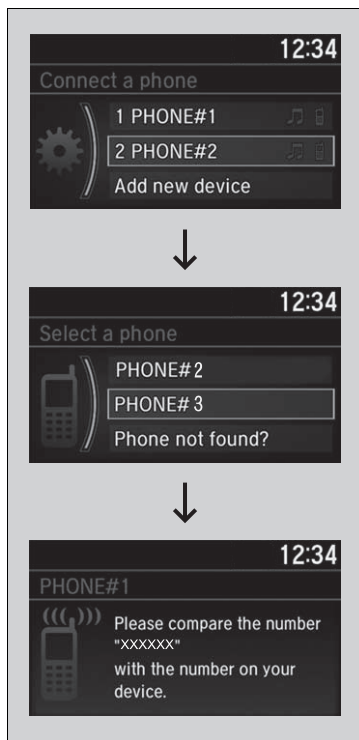 12:34
Connect a phone
1 PHONE#1
2 PHONE#2
Add new device
12:34
Select a phone
PHONE#2
PHONE#3
Phone not found?
12:34
PHONE#1
Please compare the number
"XXXXXX"
with the number on your
device.